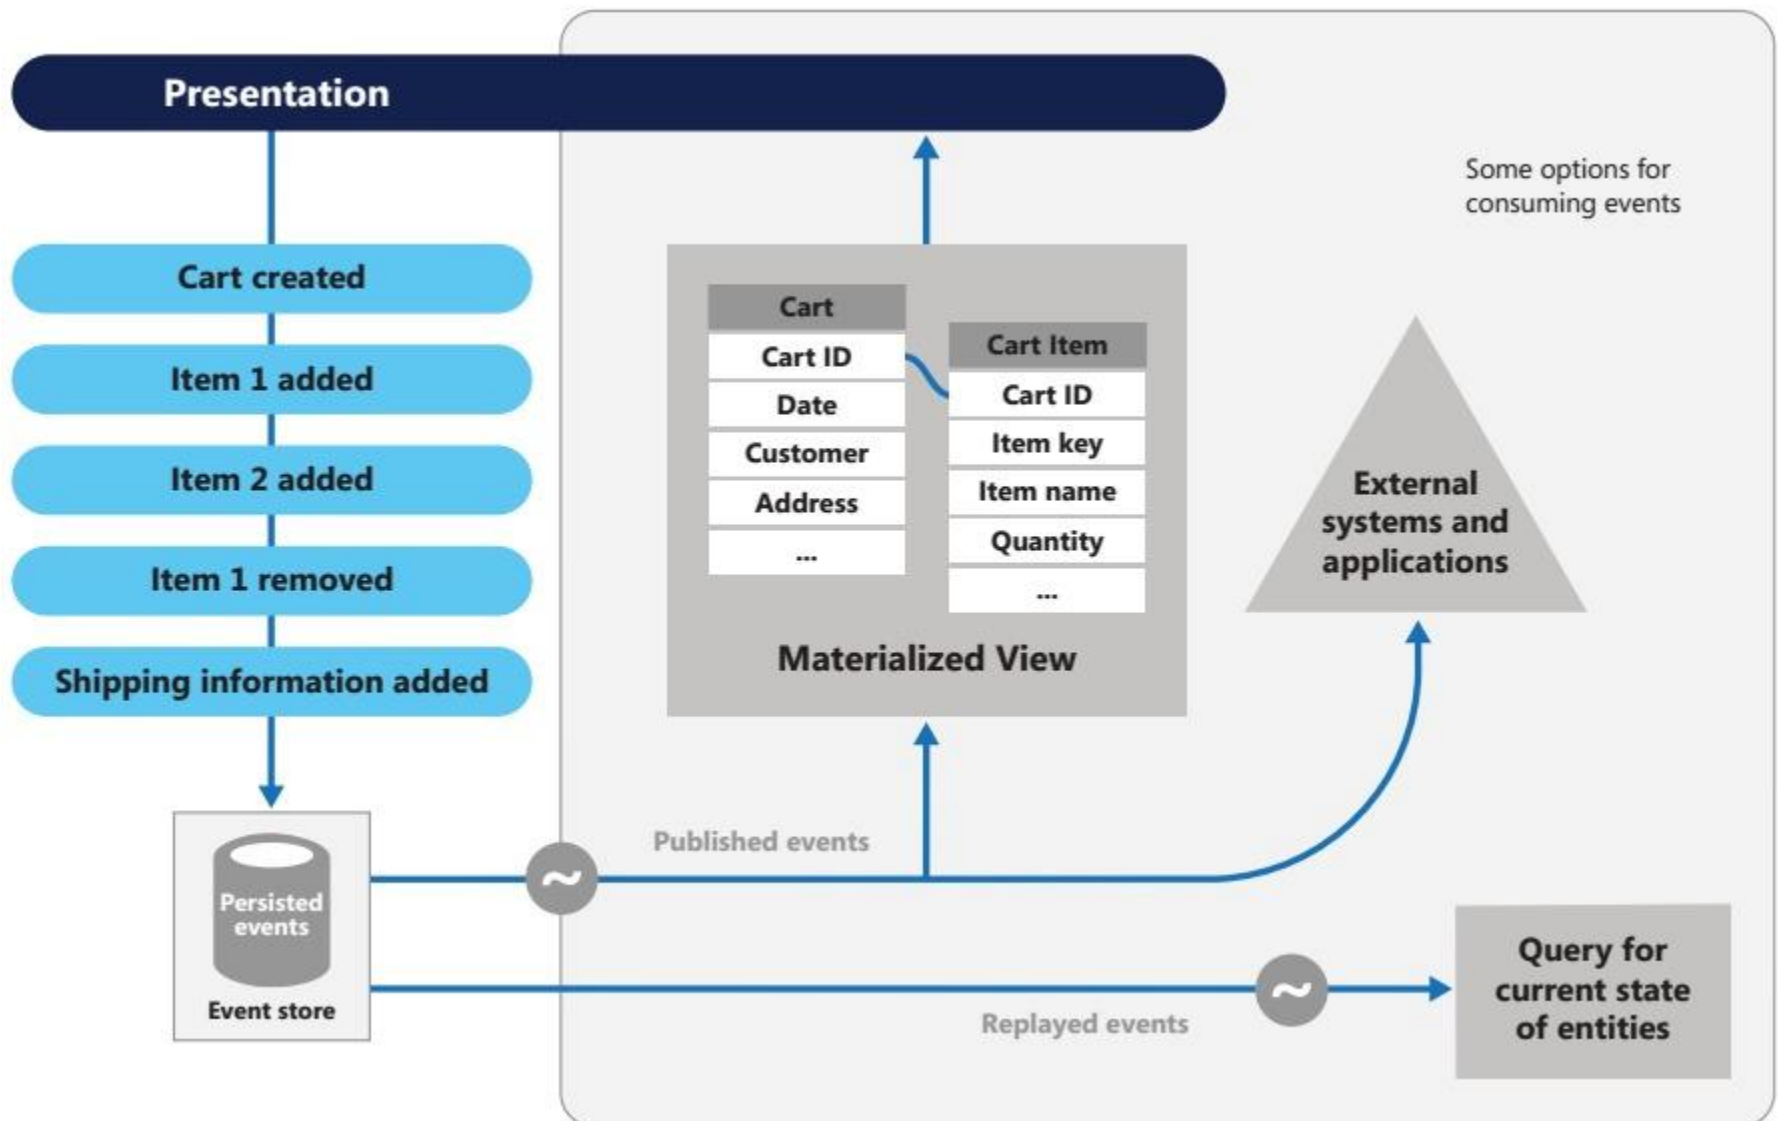 Presentation
Some options for
consuming events
Cart created
Item 1 added
Item 2 added
Item 1 removed
Shipping information added
Cart
Cart ID
Date
Customer
Address
...
Cart Item
Cart ID
Item key
Item name
Quantity
...
Materialized View
External
systems and
applications
Persisted
events
Event store
Published events
~
Replayed events
~
Query for
current state
of entities